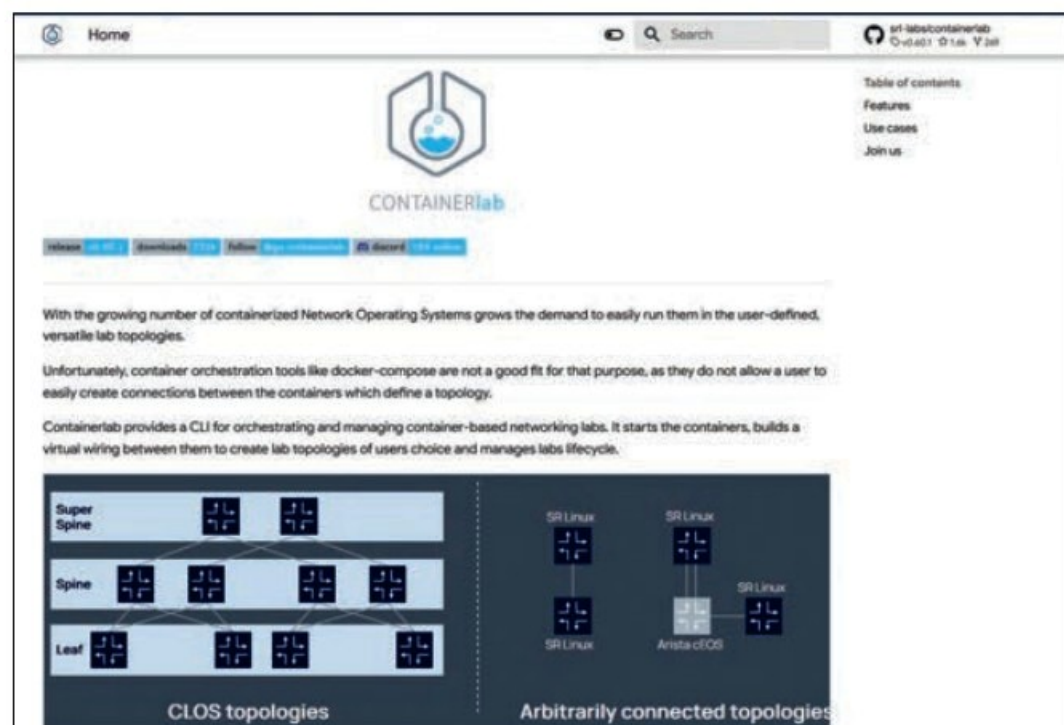 Home
Search
srl-labs/containerlab
Table of contents
Features
Use cases
Join us
CONTAINERlab
release
downloads
follow
discord
With the growing number of containerized Network Operating Systems grows the demand to easily run them in the user-defined,
versatile lab topologies.
Unfortunately, container orchestration tools like docker-compose are not a good fit for that purpose, as they do not allow a user to
easily create connections between the containers which define a topology.
Containerlab provides a CLI for orchestrating and managing container-based networking labs. It starts the containers, builds a
virtual wiring between them to create lab topologies of users choice and manages labs lifecycle.
Super
Spine
Spine
Leaf
CLOS topologies
SR Linux
SR Linux
SR Linux
SR Linux
Arista cEOS
Arbitrarily connected topologies